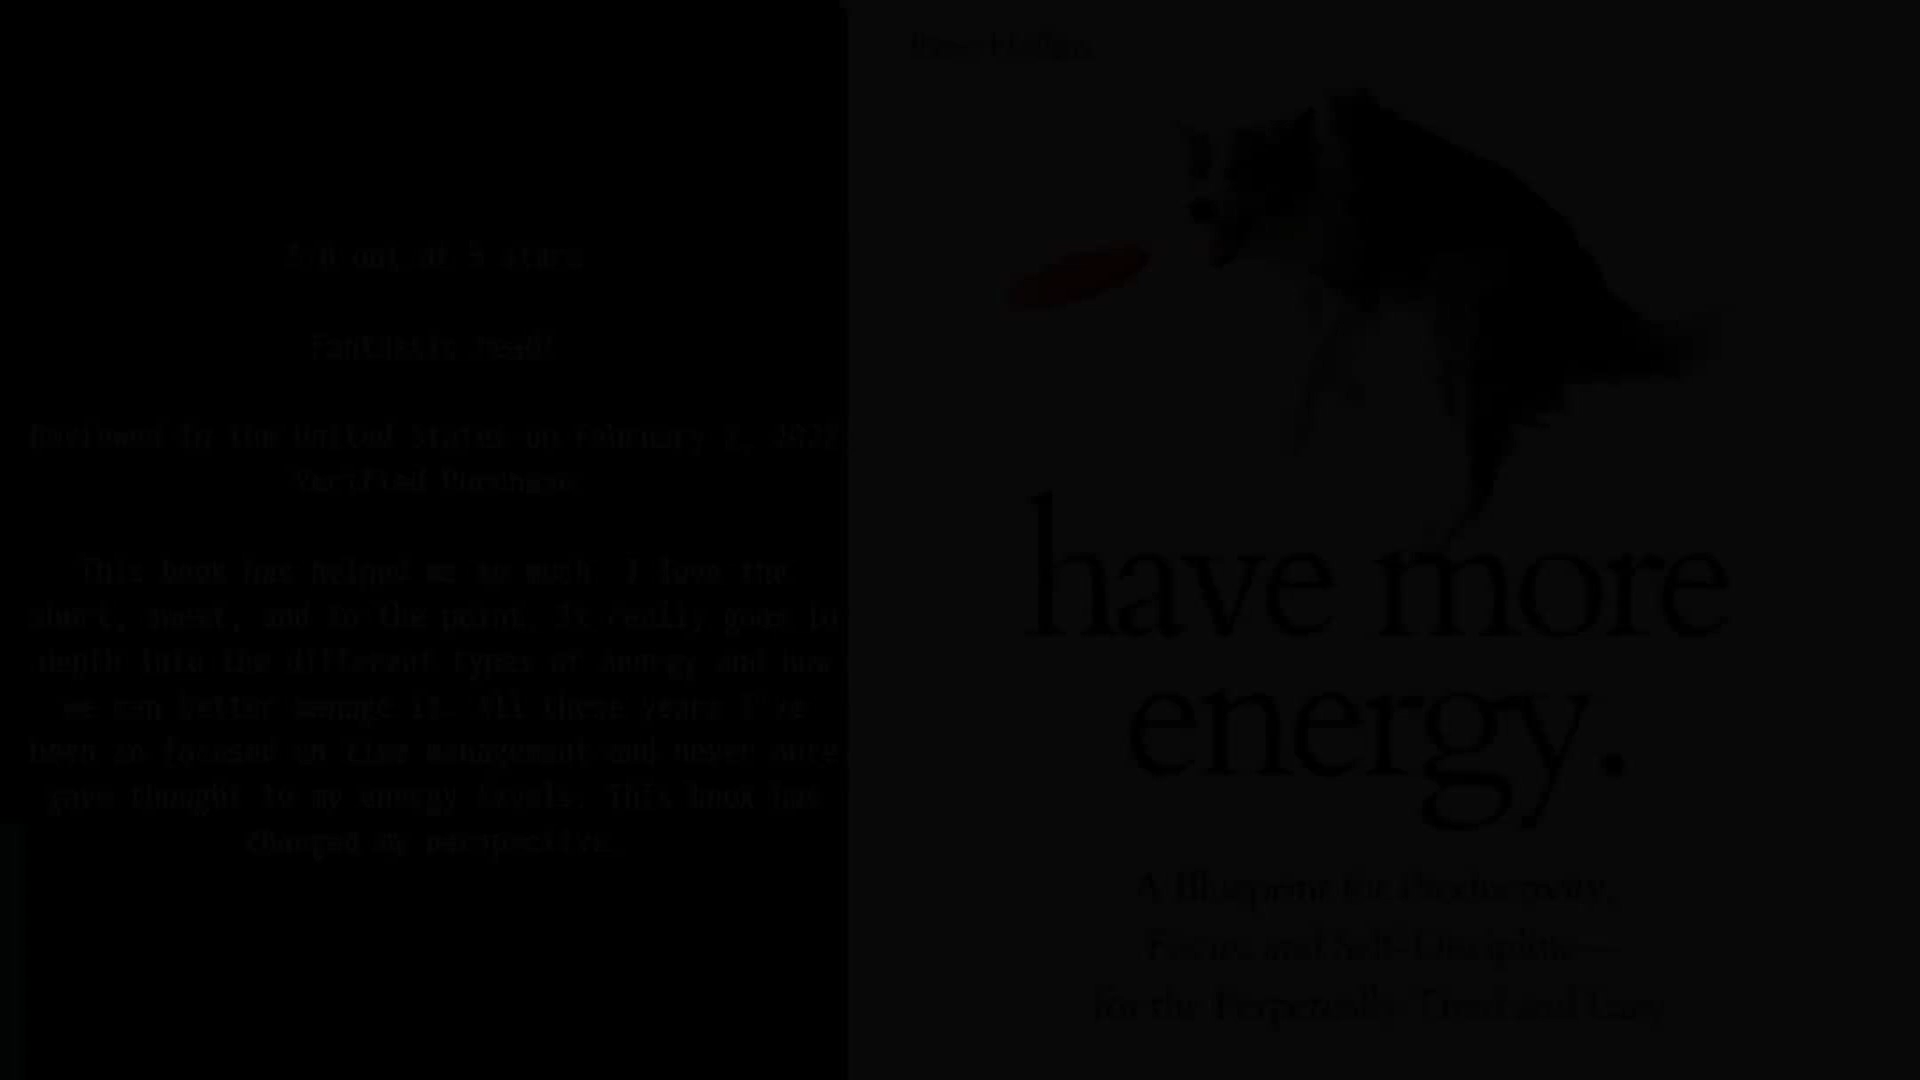 5.0 out of 5 stars
Fantastic read!
Reviewed in the United States on February 2, 2022
Verified Purchase
This book has helped me so much. I love the
short, sweet, and to the point. It really goes in
depth into the different types of energy and how
we can better manage it. All these years I've
been so focused on time management and never once
gave thought to my energy levels. This book has
changed my perspective.
have more
energy.
A Blueprint for Productivity,
Focus, and Self-Discipline—
for the Perpetually Tired and Lazy